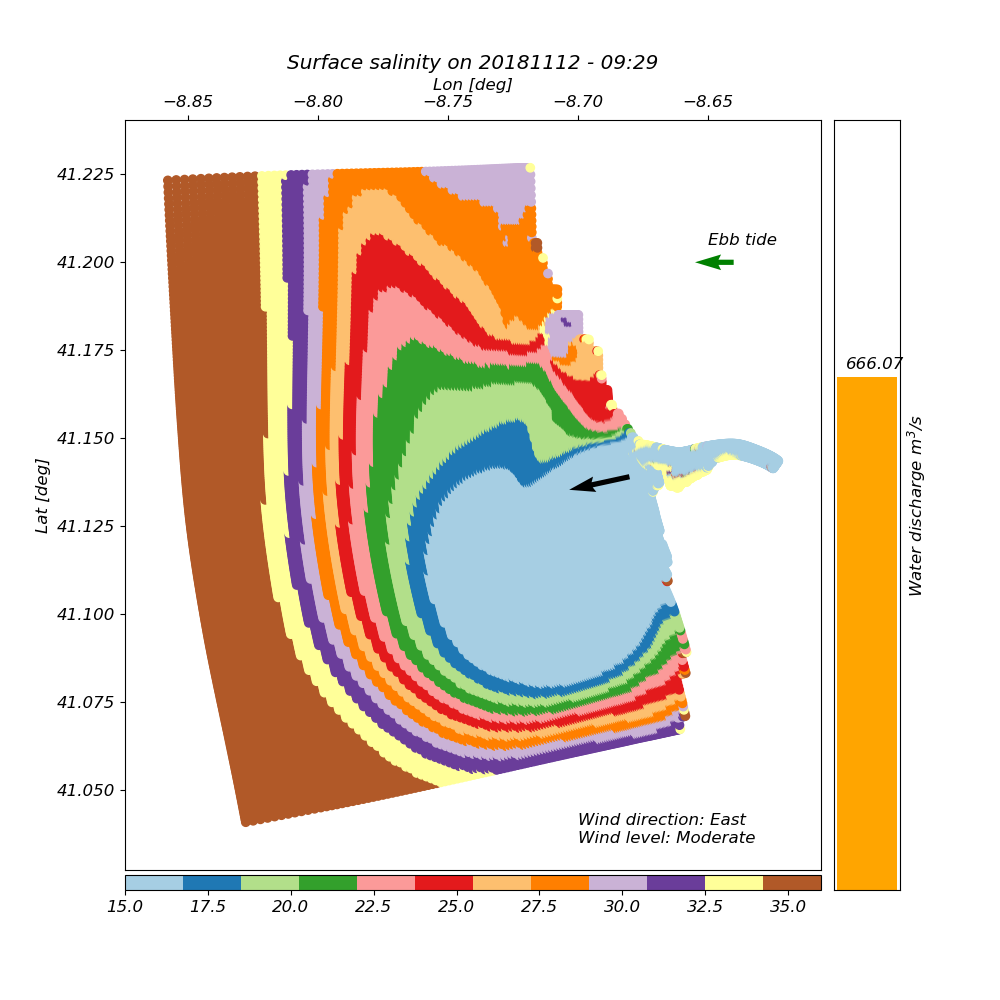 Surface salinity on 20181112 - 09:29
Lon [deg]
−8.85 −8.80 −8.75 −8.70 −8.65
41.225
Ebb tide
41.200
41.175
666.07
41.150
Lat [deg]
Water discharge m³/s
41.125
41.100
41.075
41.050
Wind direction: East
Wind level: Moderate
15.0 17.5 20.0 22.5 25.0 27.5 30.0 32.5 35.0